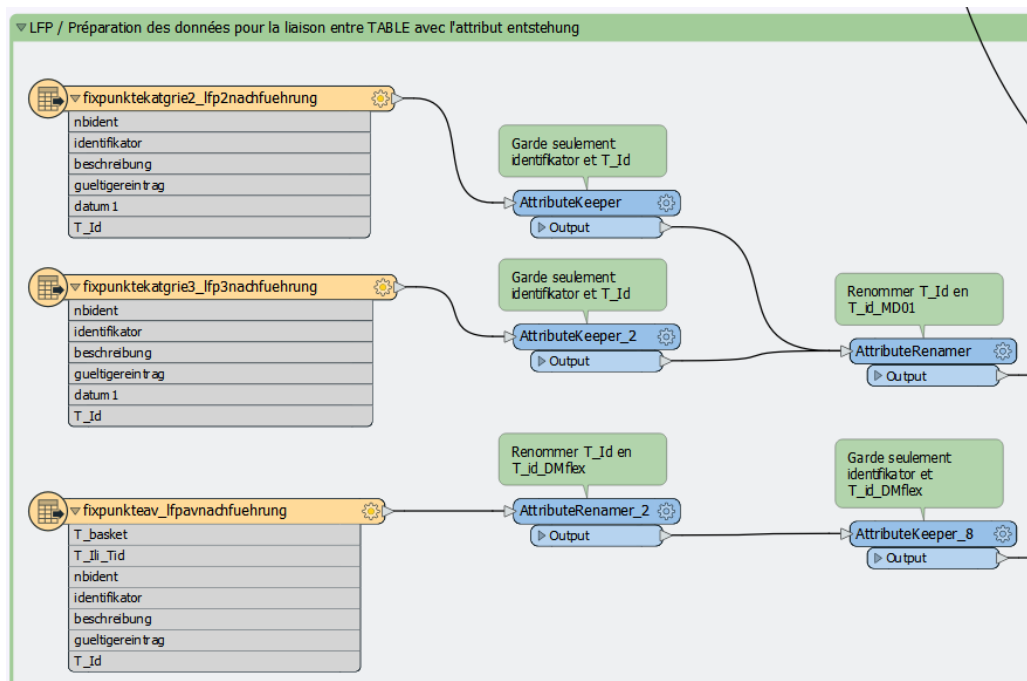 LFP / Préparation des données pour la liaison entre TABLE avec l'attribut entstehung
fixpunktekatgrie2_lfp2nachfuehrung
nbident
identifikator
beschreibung
gueltigereintrag
datum1
T_Id
Garde seulement
identifikator et T_Id
AttributeKeeper
Output
fixpunktekatgrie3_lfp3nachfuehrung
nbident
identifikator
beschreibung
gueltigereintrag
datum1
T_Id
Garde seulement
identifikator et T_Id
AttributeKeeper_2
Output
Renommer T_Id en
T_id_MD01
AttributeRenamer
Output
fixpunkteav_lfpavnachfuehrung
T_basket
T_Ili_Tid
nbident
identifikator
beschreibung
gueltigereintrag
T_Id
Renommer T_Id en
T_id_DMflex
AttributeRenamer_2
Output
Garde seulement
identifikator et
T_id_DMflex
AttributeKeeper_8
Output